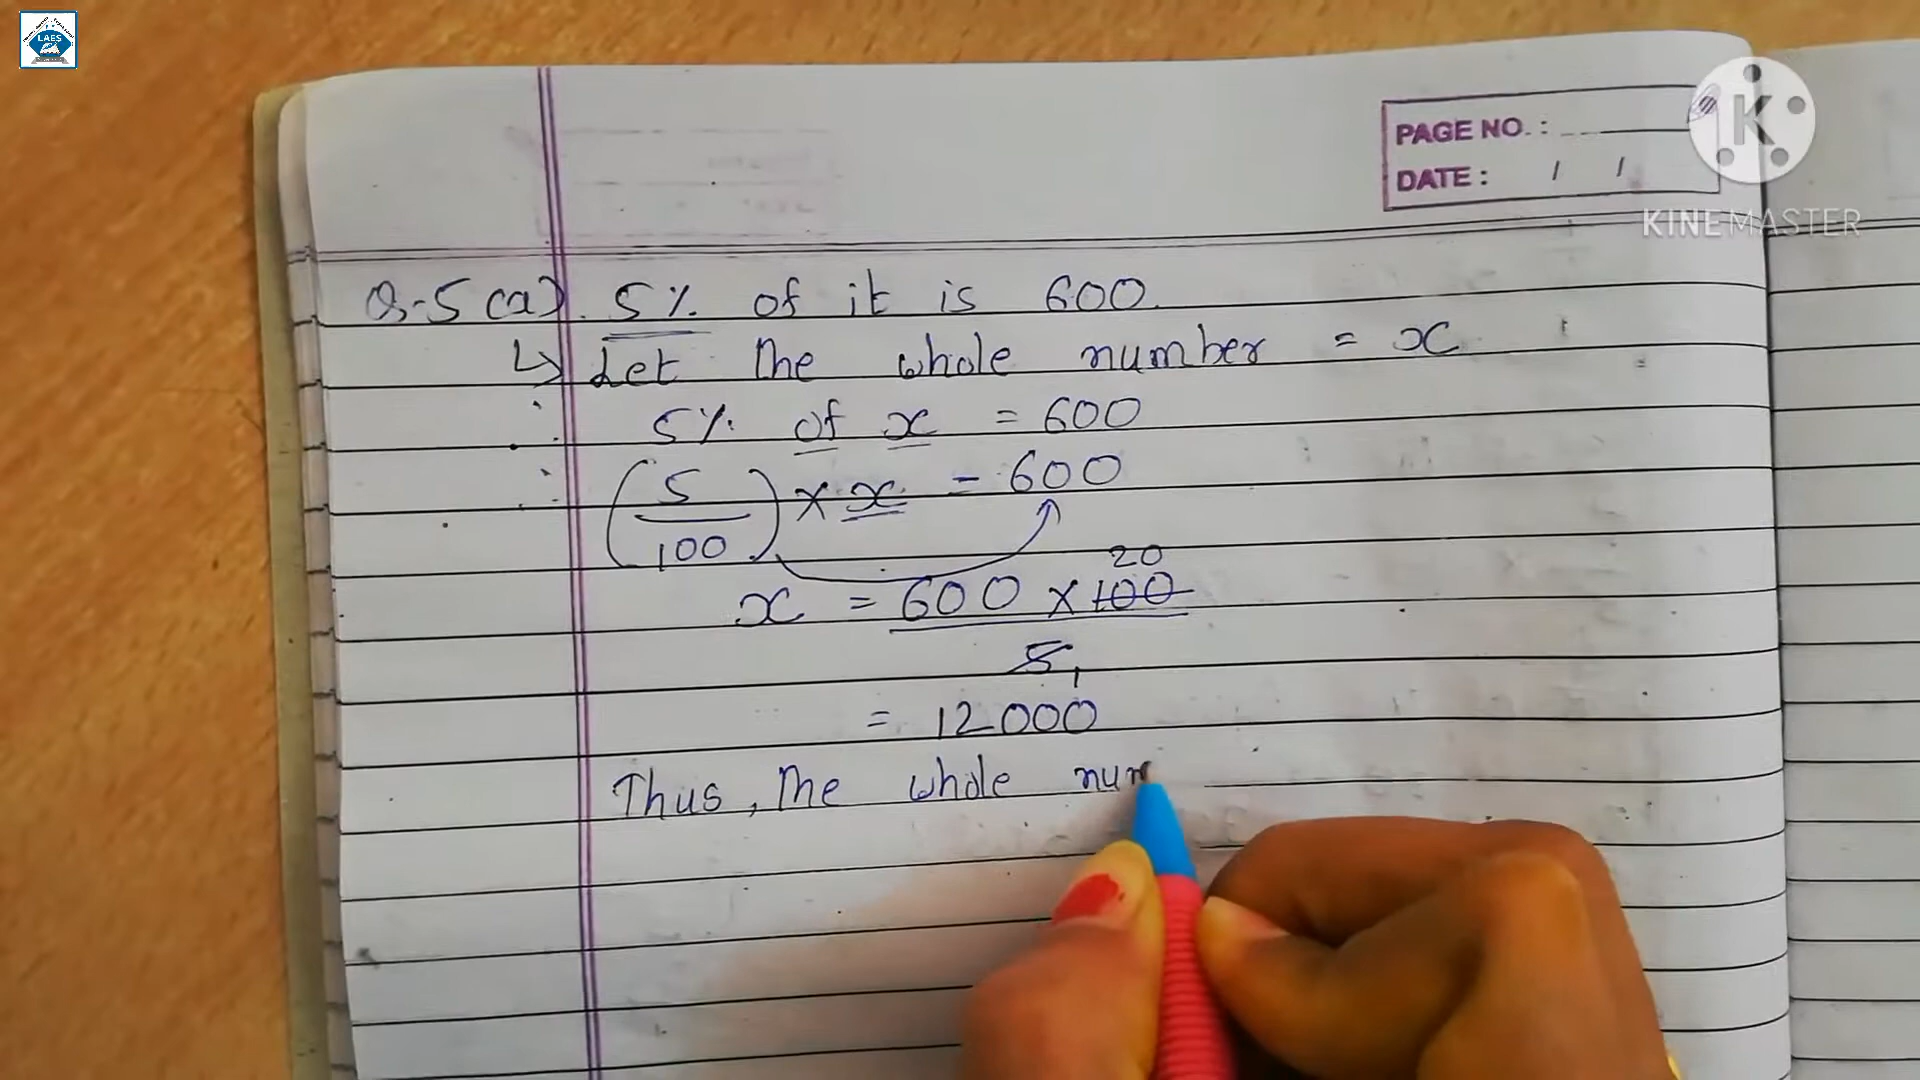 LAES
PAGE NO. :
DATE : / /
KINEMASTER
Q-5 (a). 5% of it is 600.
↳ Let the whole number = x
∴ 5% of x = 600
∴ (5/100) × x = 600
20
x = 600 × 100
5 1
= 12000
Thus, the whole num